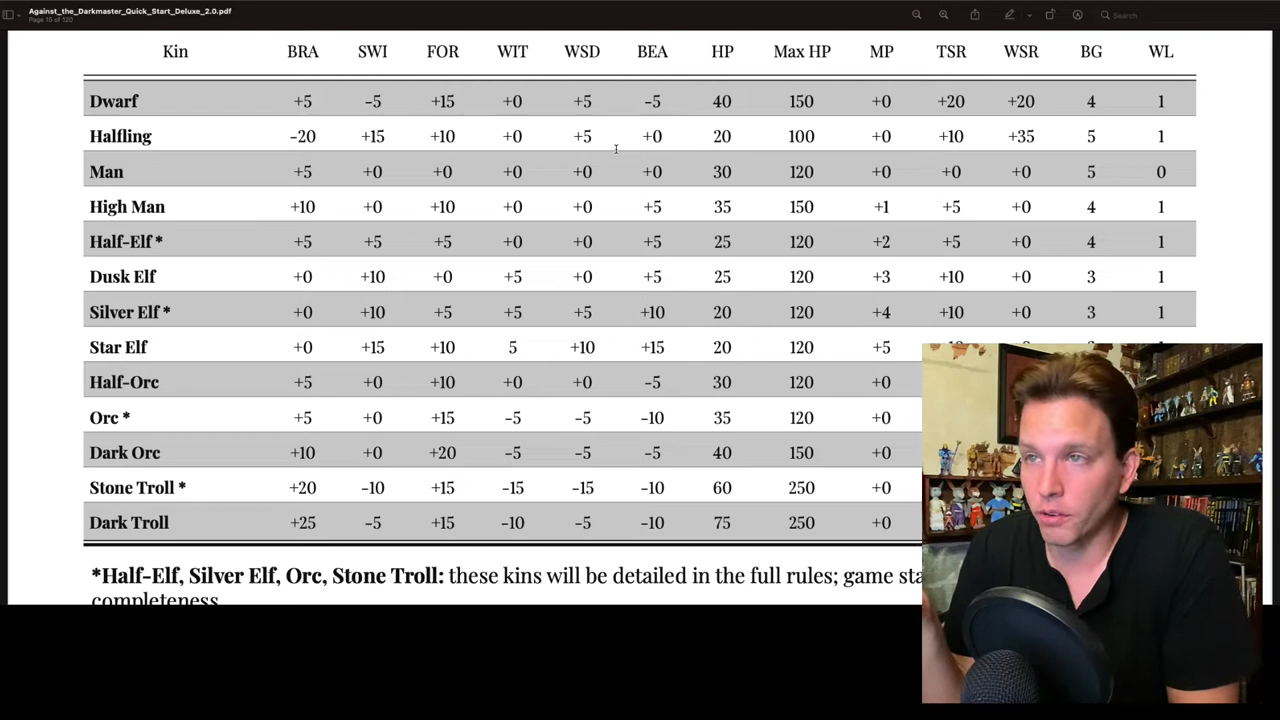 Against_the_Darkmaster_Quick_Start_Deluxe_2.0.pdf
Page 15 of 120
Search
Kin BRA SWI FOR WIT WSD BEA HP Max HP MP TSR WSR BG WL
Dwarf +5 -5 +15 +0 +5 -5 40 150 +0 +20 +20 4 1
Halfling -20 +15 +10 +0 +5 +0 20 100 +0 +10 +35 5 1
Man +5 +0 +0 +0 +0 +0 30 120 +0 +0 +0 5 0
High Man +10 +0 +10 +0 +0 +5 35 150 +1 +5 +0 4 1
Half-Elf * +5 +5 +5 +0 +0 +5 25 120 +2 +5 +0 4 1
Dusk Elf +0 +10 +0 +5 +0 +5 25 120 +3 +10 +0 3 1
Silver Elf * +0 +10 +5 +5 +5 +10 20 120 +4 +10 +0 3 1
Star Elf +0 +15 +10 5 +10 +15 20 120 +5
Half-Orc +5 +0 +10 +0 +0 -5 30 120 +0
Orc * +5 +0 +15 -5 -5 -10 35 120 +0
Dark Orc +10 +0 +20 -5 -5 -5 40 150 +0
Stone Troll * +20 -10 +15 -15 -15 -10 60 250 +0
Dark Troll +25 -5 +15 -10 -5 -10 75 250 +0
*Half-Elf, Silver Elf, Orc, Stone Troll: these kins will be detailed in the full rules; game sta
completeness